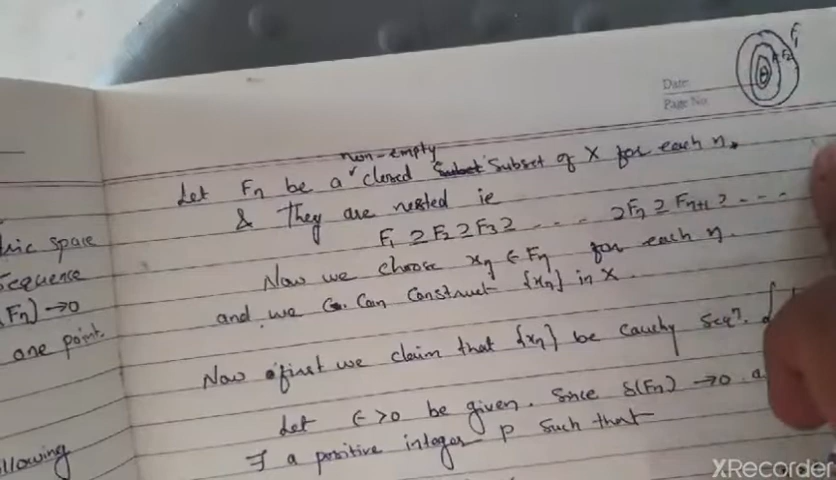 Date:
Page No.
F1
F2
non-empty
Let Fn be a closed Subset of X for each n.
& They are nested ie
F1 ⊇ F2 ⊇ F3 ⊇ .... ⊇ Fn ⊇ Fn+1 ⊇ ....
Now we choose xn ∈ Fn for each n.
and we Can Construct {xn} in X.
Now first we claim that {xn} be cauchy seqn.
Let ϵ > 0 be given. Since δ(Fn) → 0 a
∃ a positive integer p such that
ric space
Sequence
(Fn) → 0
one point.
llowing
XRecorder